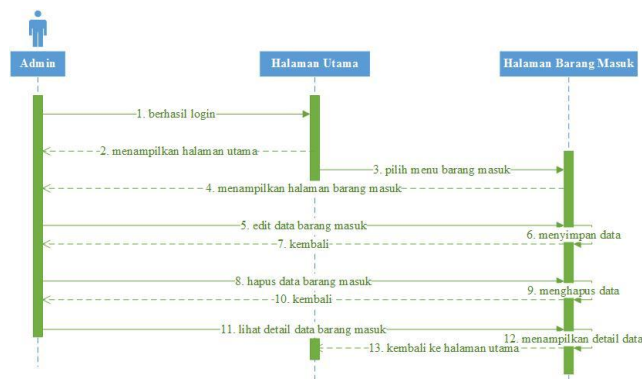 Admin
Halaman Utama
Halaman Barang Masuk
1. berhasil login
2. menampilkan halaman utama
3. pilih menu barang masuk
4. menampilkan halaman barang masuk
5. edit data barang masuk
6. menyimpan data
7. kembali
8. hapus data barang masuk
9. menghapus data
10. kembali
11. lihat detail data barang masuk
12. menampilkan detail data
13. kembali ke halaman utama